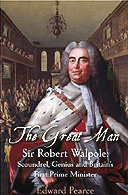 The Great Man
Sir Robert Walpole:
Scoundrel, Genius and Britain's
First Prime Minister
Edward Pearce